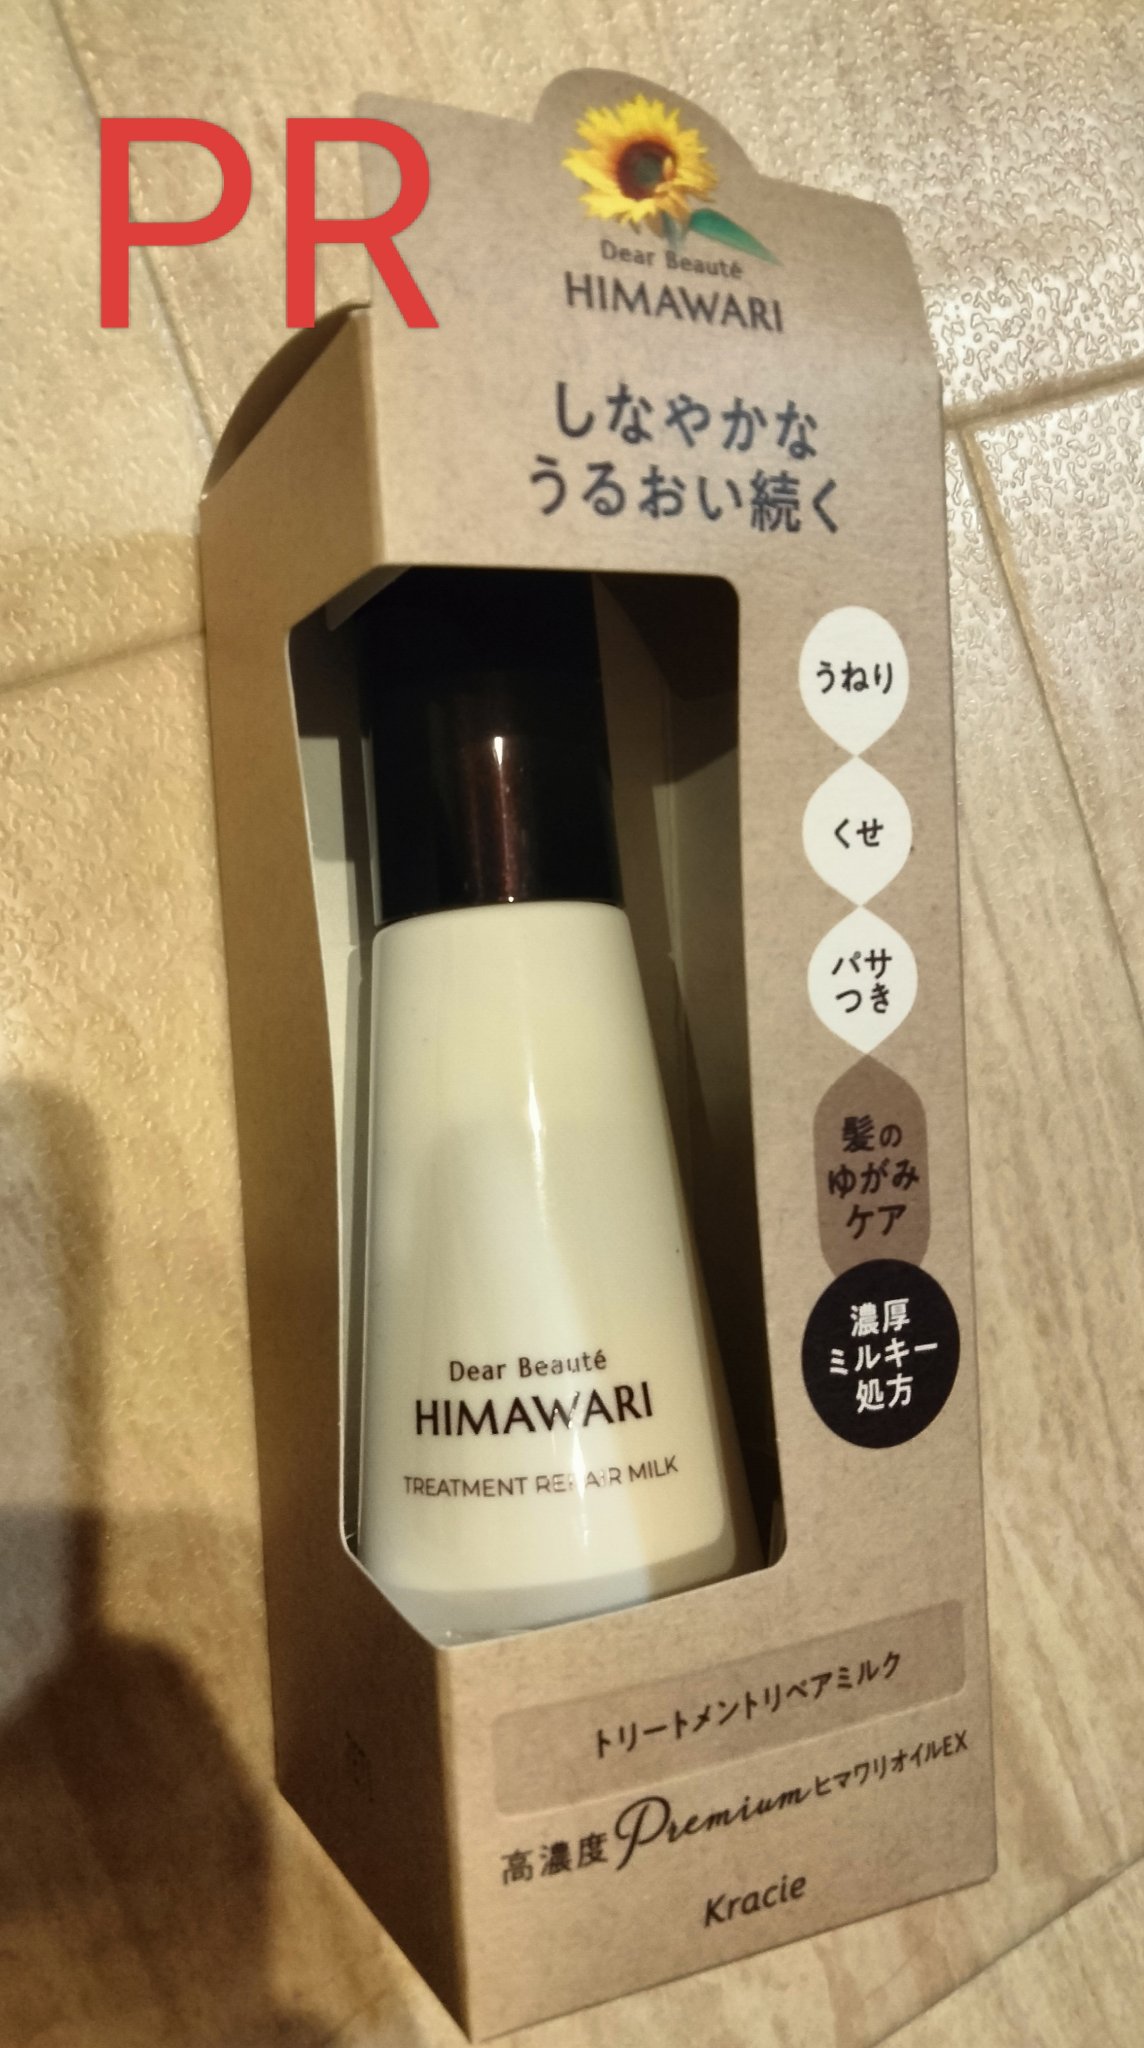 PR
Dear Beauté
HIMAWARI
しなやかな
うるおい続く
うねり
くせ
パサ
つき
髪の
ゆがみ
ケア
濃厚
ミルキー
処方
Dear Beauté
HIMAWARI
TREATMENT REPAIR MILK
トリートメントリペアミルク
高濃度PremiumヒマワリオイルEX
Kracie